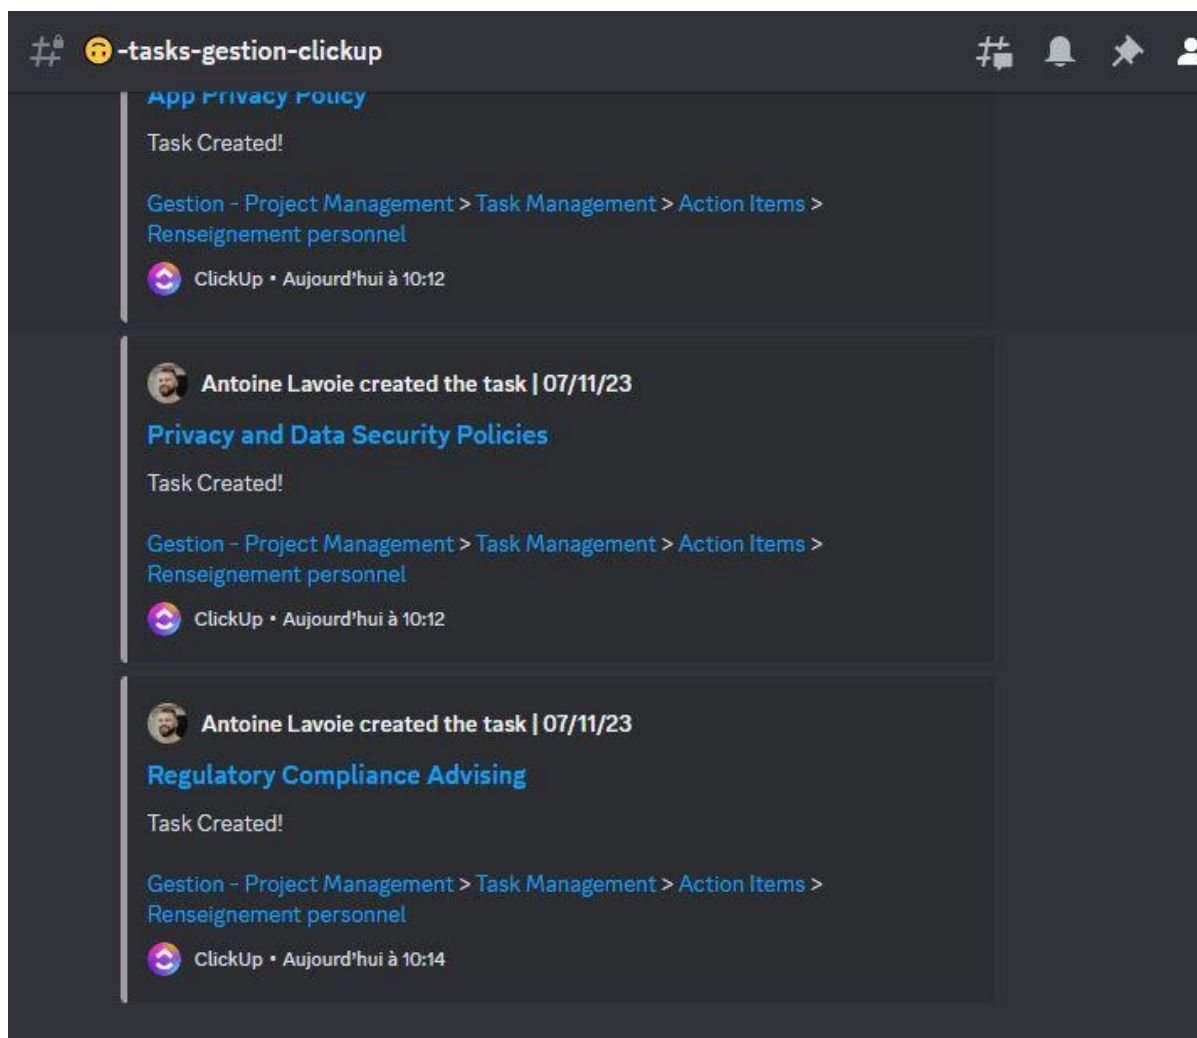 -tasks-gestion-clickup
App Privacy Policy
Task Created!
Gestion - Project Management > Task Management > Action Items >
Renseignement personnel
ClickUp • Aujourd'hui à 10:12
Antoine Lavoie created the task | 07/11/23
Privacy and Data Security Policies
Task Created!
Gestion - Project Management > Task Management > Action Items >
Renseignement personnel
ClickUp • Aujourd'hui à 10:12
Antoine Lavoie created the task | 07/11/23
Regulatory Compliance Advising
Task Created!
Gestion - Project Management > Task Management > Action Items >
Renseignement personnel
ClickUp • Aujourd'hui à 10:14